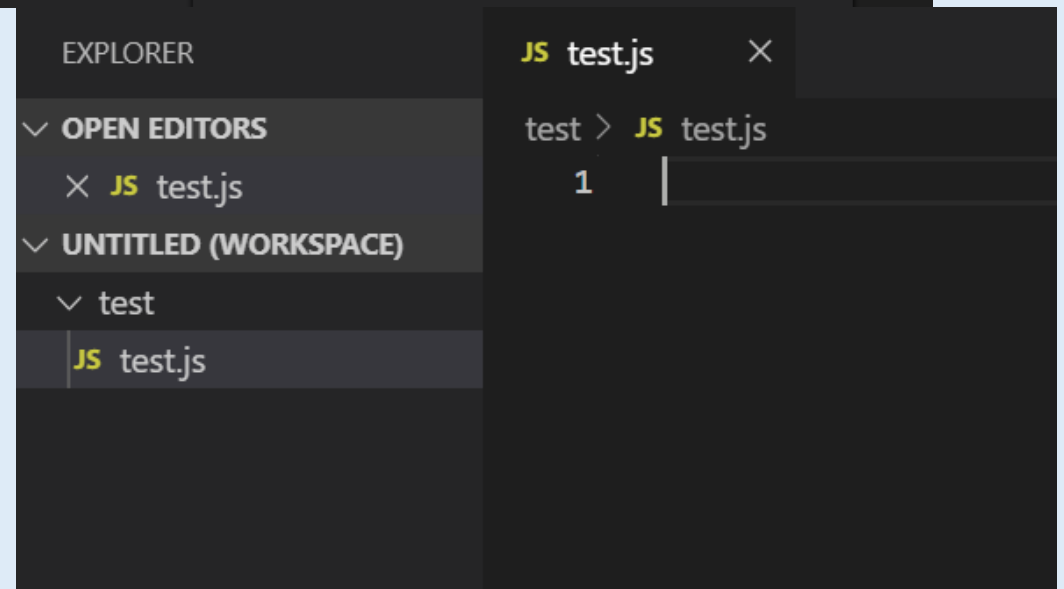 EXPLORER
OPEN EDITORS
JS test.js
UNTITLED (WORKSPACE)
test
JS test.js
JS test.js
test > JS test.js
1